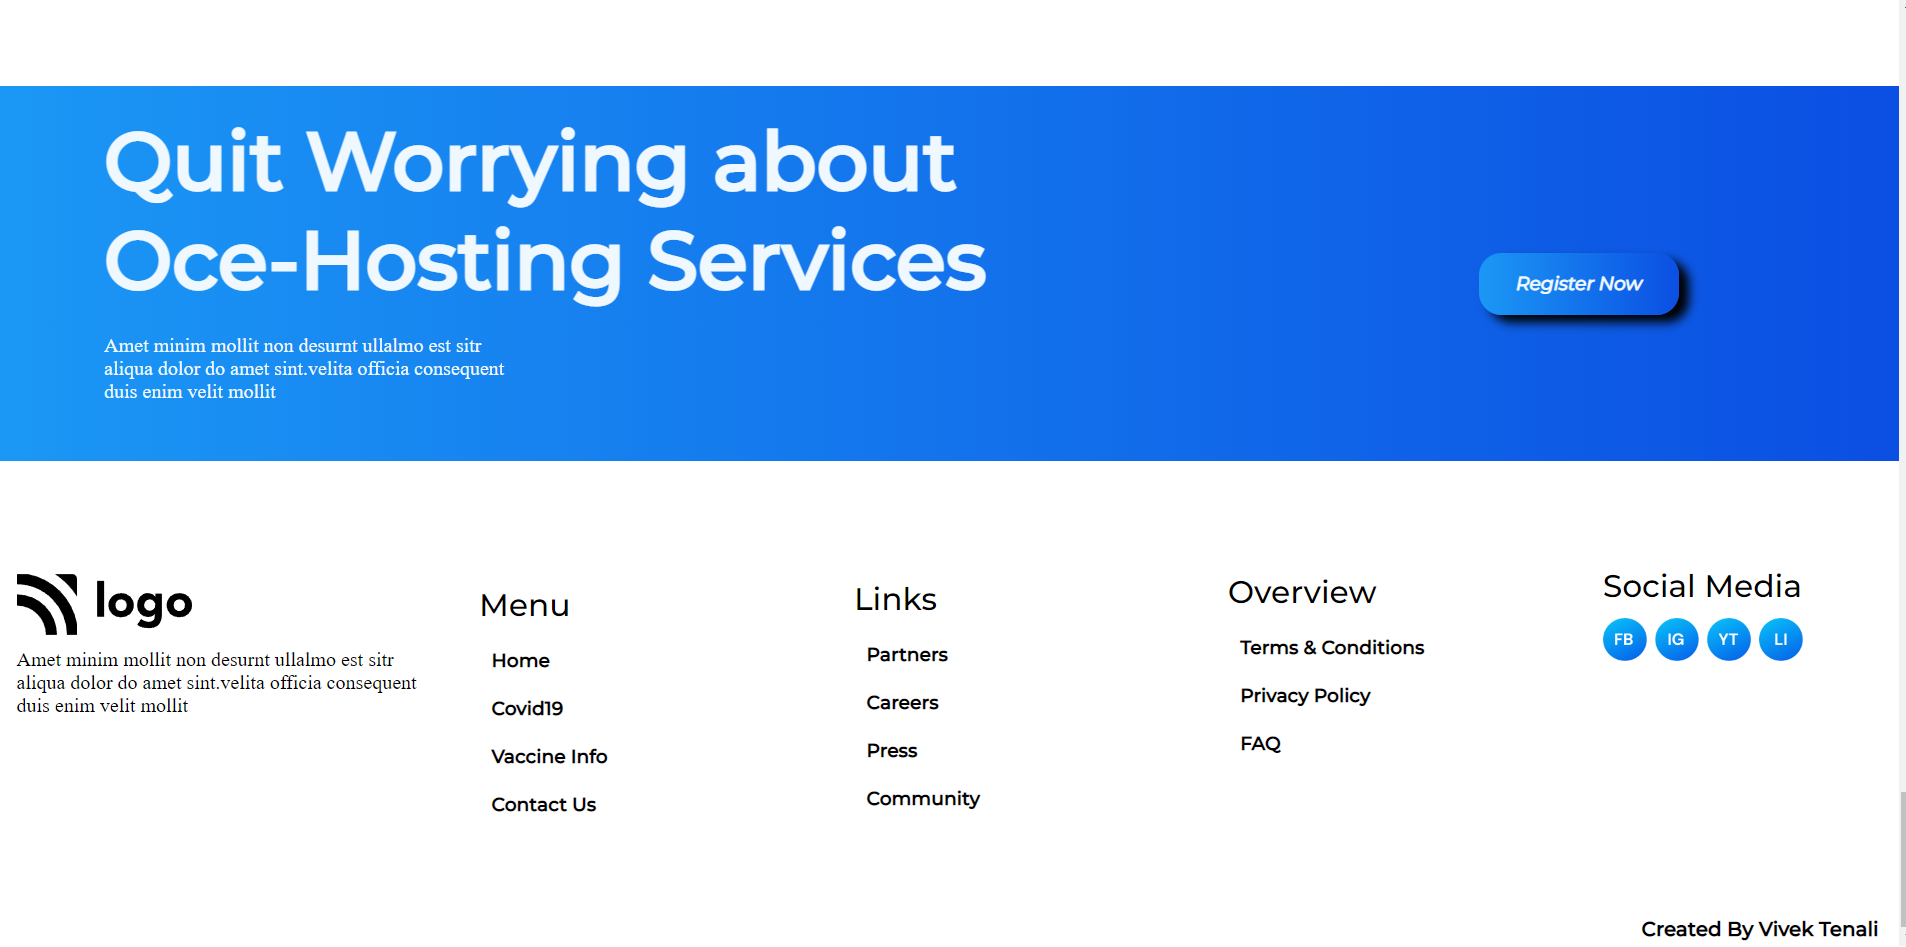 Quit Worrying about
Oce-Hosting Services
Amet minim mollit non desurnt ullalmo est sitr
aliqua dolor do amet sint.velita officia consequent
duis enim velit mollit
Register Now
logo
Amet minim mollit non desurnt ullalmo est sitr
aliqua dolor do amet sint.velita officia consequent
duis enim velit mollit
Menu
Home
Covid19
Vaccine Info
Contact Us
Links
Partners
Careers
Press
Community
Overview
Terms & Conditions
Privacy Policy
FAQ
Social Media
FB IG YT LI
Created By Vivek Tenali